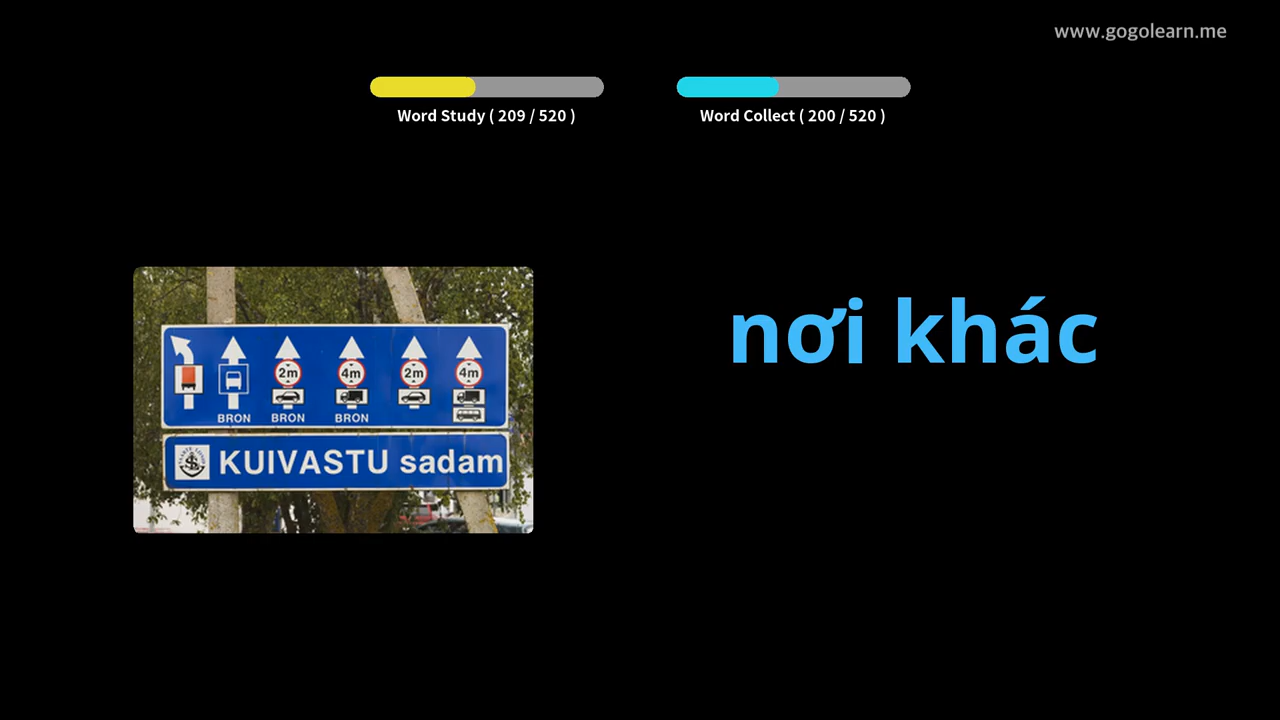 www.gogolearn.me
Word Study ( 209 / 520 )
Word Collect ( 200 / 520 )
2m 4m 2m 4m
BRON BRON BRON
KUIVASTU sadam
nơi khác